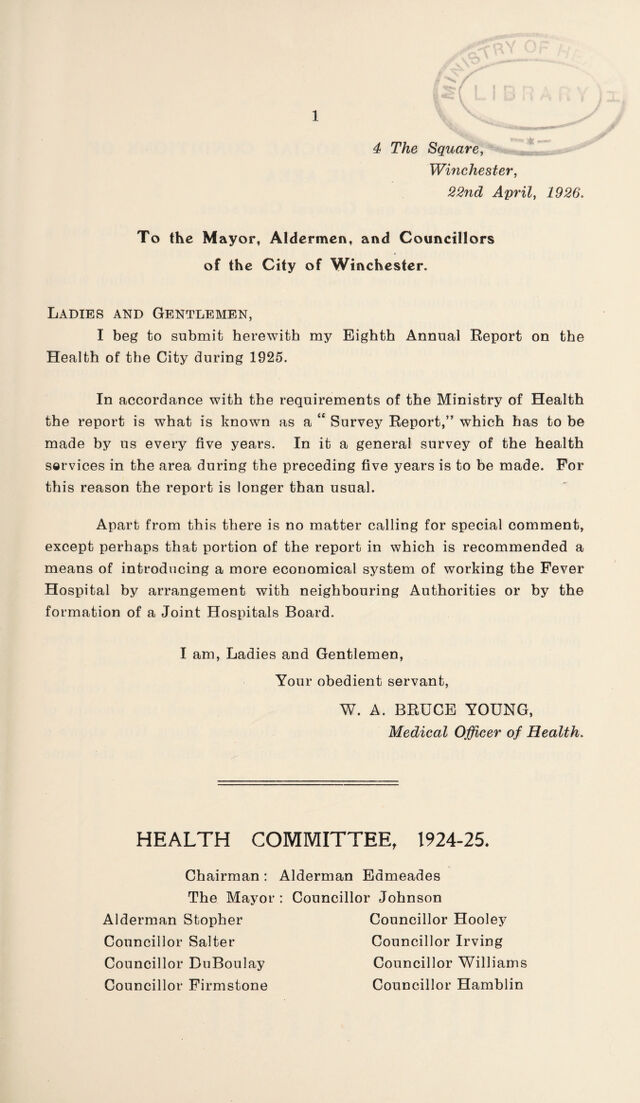 MINISTRY OF HEALTH
LIBRARY
1
4 The Square,
Winchester,
22nd April, 1926.
To the Mayor, Aldermen, and Councillors
of the City of Winchester.
LADIES AND GENTLEMEN,
I beg to submit herewith my Eighth Annual Report on the
Health of the City during 1925.
In accordance with the requirements of the Ministry of Health
the report is what is known as a “ Survey Report,” which has to be
made by us every five years. In it a general survey of the health
services in the area during the preceding five years is to be made. For
this reason the report is longer than usual.
Apart from this there is no matter calling for special comment,
except perhaps that portion of the report in which is recommended a
means of introducing a more economical system of working the Fever
Hospital by arrangement with neighbouring Authorities or by the
formation of a Joint Hospitals Board.
I am, Ladies and Gentlemen,
Your obedient servant,
W. A. BRUCE YOUNG,
Medical Officer of Health.
HEALTH COMMITTEE, 1924-25.
Chairman : Alderman Edmeades
The Mayor : Councillor Johnson
Alderman Stopher Councillor Hooley
Councillor Salter Councillor Irving
Councillor DuBoulay Councillor Williams
Councillor Firmstone Councillor Hamblin